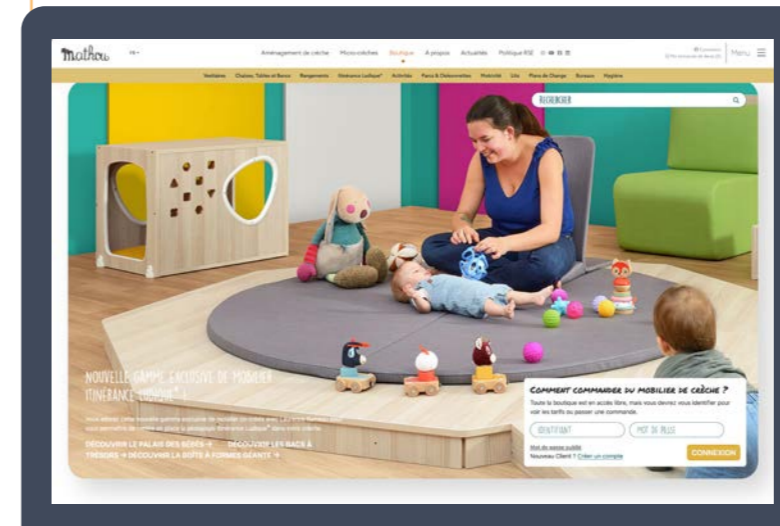 mathou
FR
Aménagement de crèche Micro-crèches Boutique A propos Actualités Politique RSE
Menu
Vestiaires Chaises, Tables et Bancs Rangements Itinérance Ludique® Activités Parcs & Cloisonnettes Motricité Lits Plans de Change Bureaux Hygiène
RECHERCHER
NOUVELLE GAMME EXCLUSIVE DE MOBILIER
ITINÉRANCE LUDIQUE® !
DÉCOUVRIR LE PALAIS DES BÉBÉS → DÉCOUVRIR LES BACS À
TRÉSORS → DÉCOUVRIR LA BOÎTE À FORMES GÉANTE →
COMMENT COMMANDER DU MOBILIER DE CRÈCHE ?
Toute la boutique est en accès libre, mais vous devrez vous identifier pour
voir les tarifs ou passer une commande.
IDENTIFIANT MOT DE PASSE
Mot de passe oublié
Nouveau Client ? Créer un compte
CONNEXION